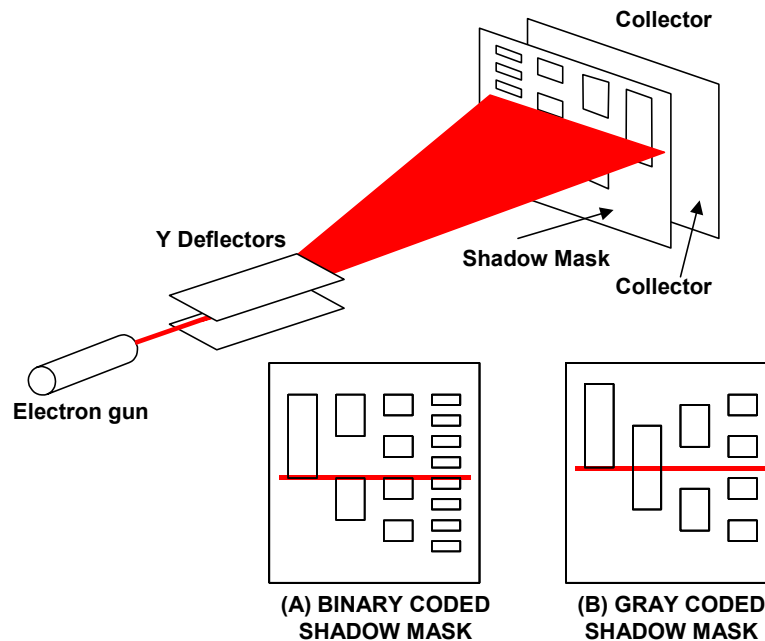 Collector
Y Deflectors
Shadow Mask
Collector
Electron gun
(A) BINARY CODED
SHADOW MASK
(B) GRAY CODED
SHADOW MASK